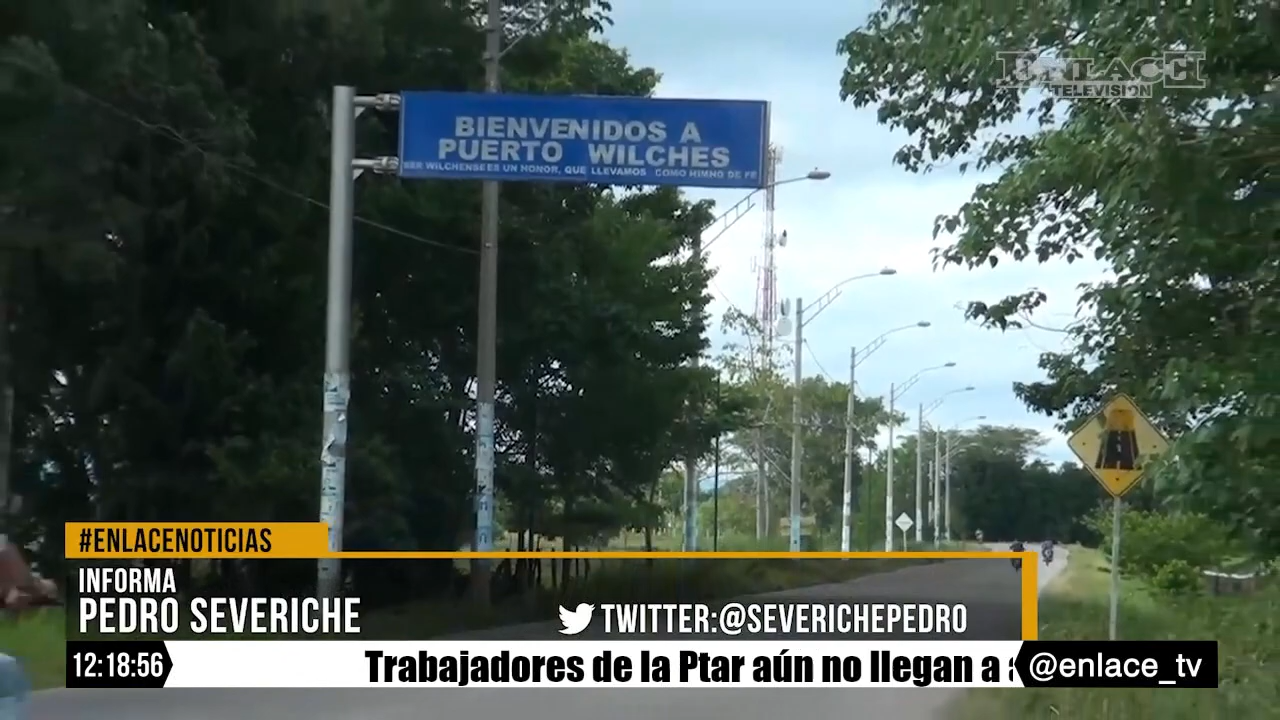 ENLACE
TELEVISIÓN
BIENVENIDOS A
PUERTO WILCHES
SER WILCHENSE ES UN HONOR, QUE LLEVAMOS COMO HIMNO DE FE
#ENLACENOTICIAS
INFORMA
PEDRO SEVERICHE
TWITTER:@SEVERICHEPEDRO
12:18:56
Trabajadores de la Ptar aún no llegan a
@enlace_tv